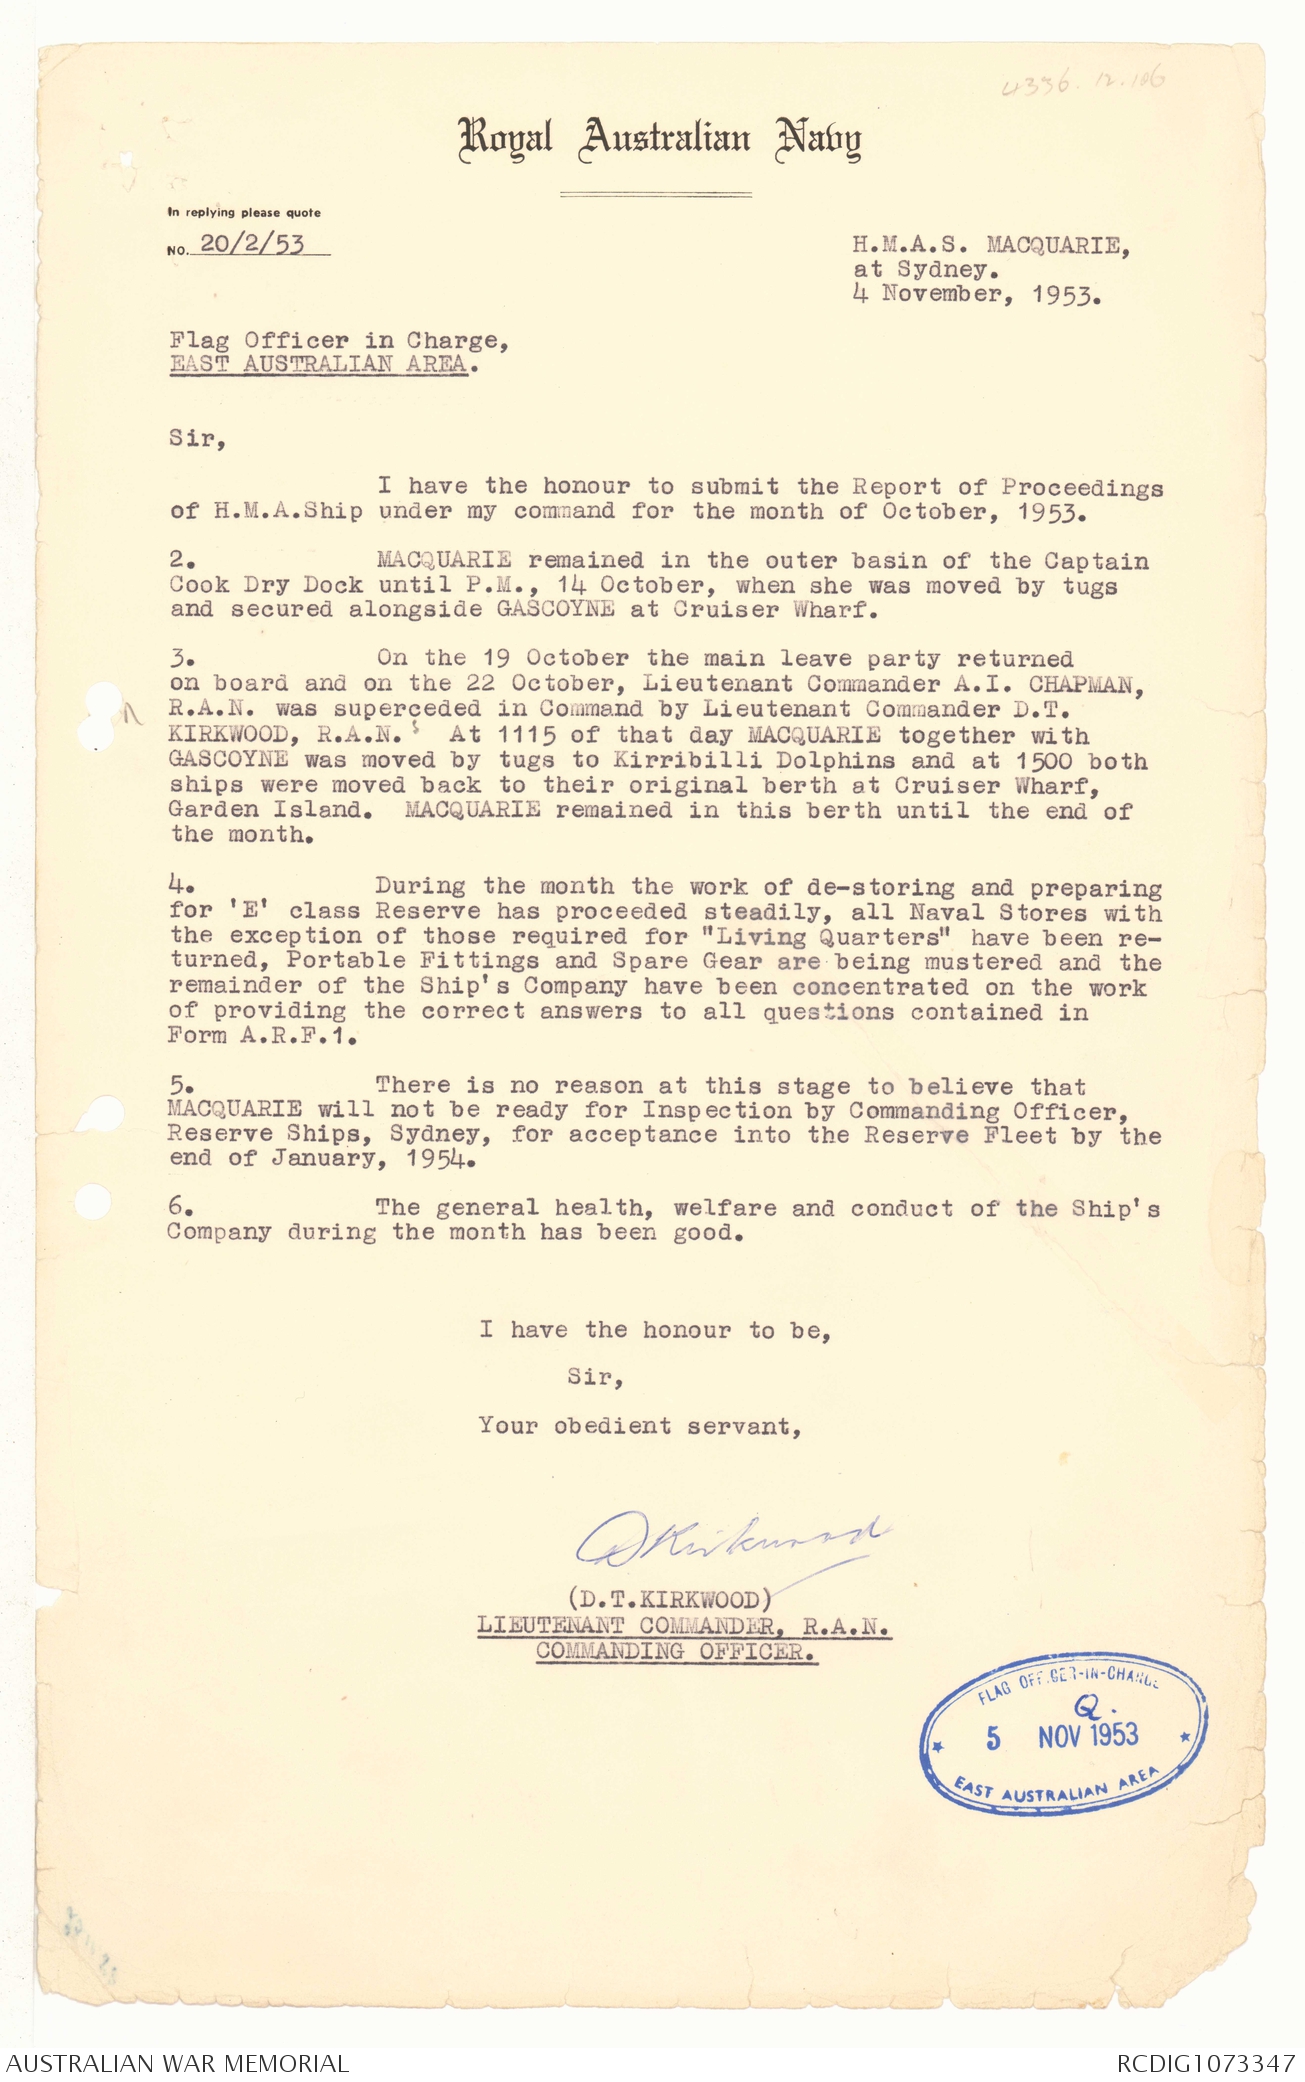 4336.12.106
Royal Australian Navy
In replying please quote
NO. 20/2/53
H.M.A.S. MACQUARIE,
at Sydney.
4 November, 1953.
Flag Officer in Charge,
EAST AUSTRALIAN AREA.
Sir,
I have the honour to submit the Report of Proceedings
of H.M.A.Ship under my command for the month of October, 1953.
2. MACQUARIE remained in the outer basin of the Captain
Cook Dry Dock until P.M., 14 October, when she was moved by tugs
and secured alongside GASCOYNE at Cruiser Wharf.
3. On the 19 October the main leave party returned
on board and on the 22 October, Lieutenant Commander A.I. CHAPMAN,
R.A.N. was superceded in Command by Lieutenant Commander D.T.
KIRKWOOD, R.A.N. At 1115 of that day MACQUARIE together with
GASCOYNE was moved by tugs to Kirribilli Dolphins and at 1500 both
ships were moved back to their original berth at Cruiser Wharf,
Garden Island. MACQUARIE remained in this berth until the end of
the month.
4. During the month the work of de-storing and preparing
for 'E' class Reserve has proceeded steadily, all Naval Stores with
the exception of those required for "Living Quarters" have been re-
turned, Portable Fittings and Spare Gear are being mustered and the
remainder of the Ship's Company have been concentrated on the work
of providing the correct answers to all questions contained in
Form A.R.F.1.
5. There is no reason at this stage to believe that
MACQUARIE will not be ready for Inspection by Commanding Officer,
Reserve Ships, Sydney, for acceptance into the Reserve Fleet by the
end of January, 1954.
6. The general health, welfare and conduct of the Ship's
Company during the month has been good.
I have the honour to be,
Sir,
Your obedient servant,
DKirkwood
(D.T.KIRKWOOD)
LIEUTENANT COMMANDER, R.A.N.
COMMANDING OFFICER.
FLAG OFFICER-IN-CHARGE
Q.
5 NOV 1953
EAST AUSTRALIAN AREA
AUSTRALIAN WAR MEMORIAL
RCDIG1073347